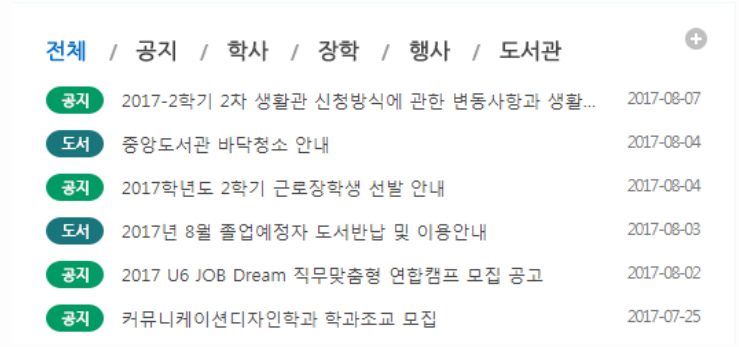 전체 / 공지 / 학사 / 장학 / 행사 / 도서관
공지 2017-2학기 2차 생활관 신청방식에 관한 변동사항과 생활... 2017-08-07
도서 중앙도서관 바닥청소 안내 2017-08-04
공지 2017학년도 2학기 근로장학생 선발 안내 2017-08-04
도서 2017년 8월 졸업예정자 도서반납 및 이용안내 2017-08-03
공지 2017 U6 JOB Dream 직무맞춤형 연합캠프 모집 공고 2017-08-02
공지 커뮤니케이션디자인학과 학과조교 모집 2017-07-25